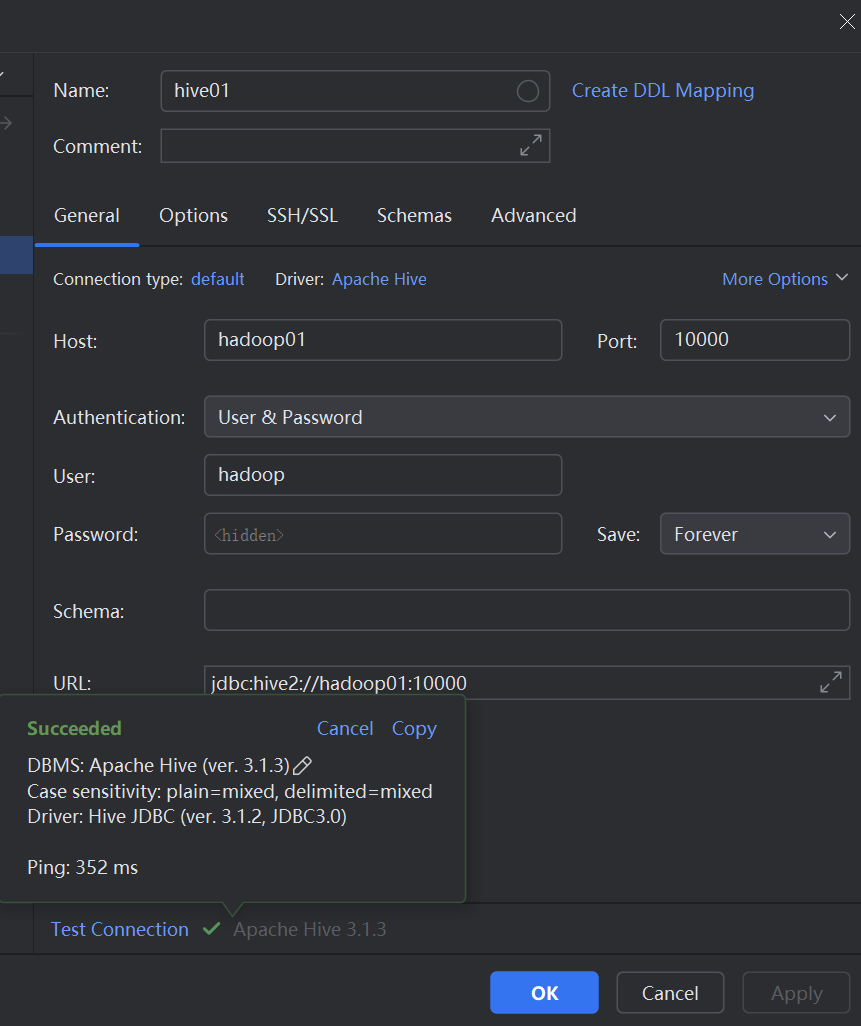 Name: hive01 Create DDL Mapping
Comment:
General Options SSH/SSL Schemas Advanced
Connection type: default Driver: Apache Hive More Options
Host: hadoop01 Port: 10000
Authentication: User & Password
User: hadoop
Password: <hidden> Save: Forever
Schema:
URL: jdbc:hive2://hadoop01:10000
Succeeded Cancel Copy
DBMS: Apache Hive (ver. 3.1.3)
Case sensitivity: plain=mixed, delimited=mixed
Driver: Hive JDBC (ver. 3.1.2, JDBC3.0)
Ping: 352 ms
Test Connection Apache Hive 3.1.3
OK Cancel Apply